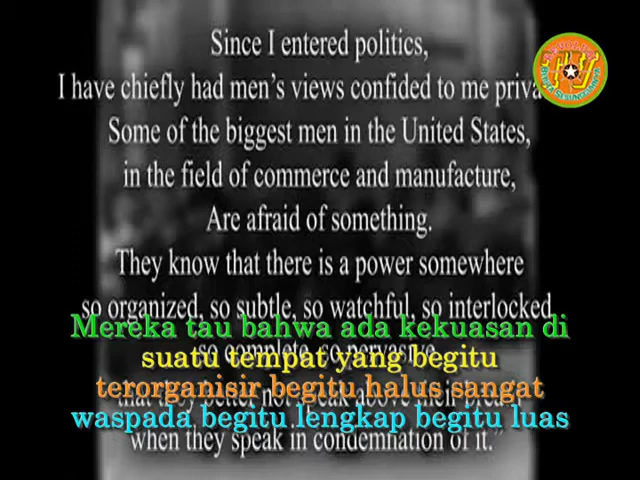 Since I entered politics,
I have chiefly had men's views confided to me
Some of the biggest men in the United States,
in the field of commerce and manufacture,
Are afraid of something.
They know that there is a power somewhere
so organized, so subtle, so watchful, so interlocked
Mereka tau bahwa ada kekuasan di
suatu tempat yang begitu
terorganisir begitu halus sangat
waspada begitu lengkap begitu luas
when they speak in condemnation of it."